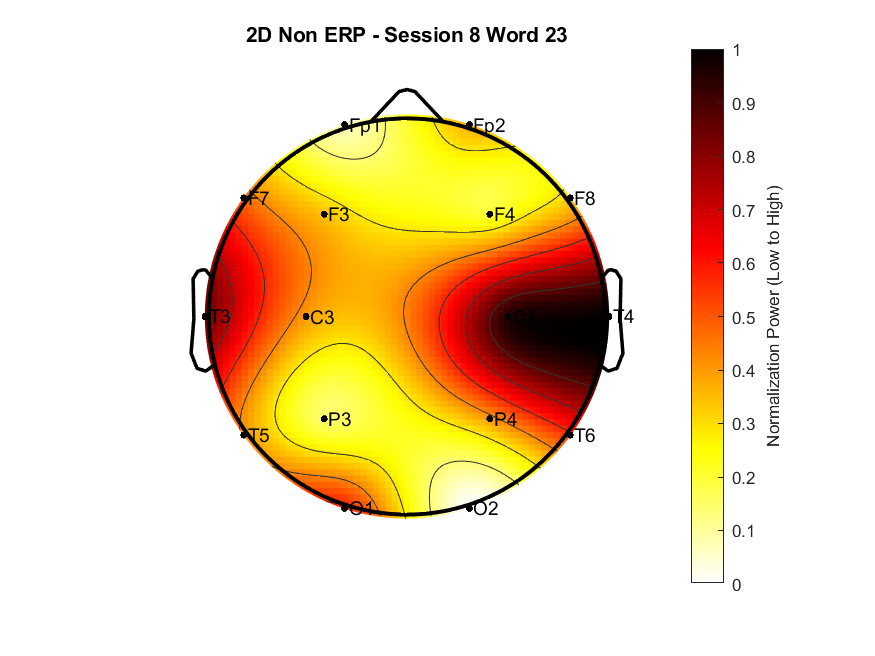 2D Non ERP - Session 8 Word 23
Fp1
Fp2
F7
F3
F4
F8
T3
C3
C4
T4
T5
P3
P4
T6
O1
O2
1
0.9
0.8
0.7
0.6
0.5
0.4
0.3
0.2
0.1
0
Normalization Power (Low to High)